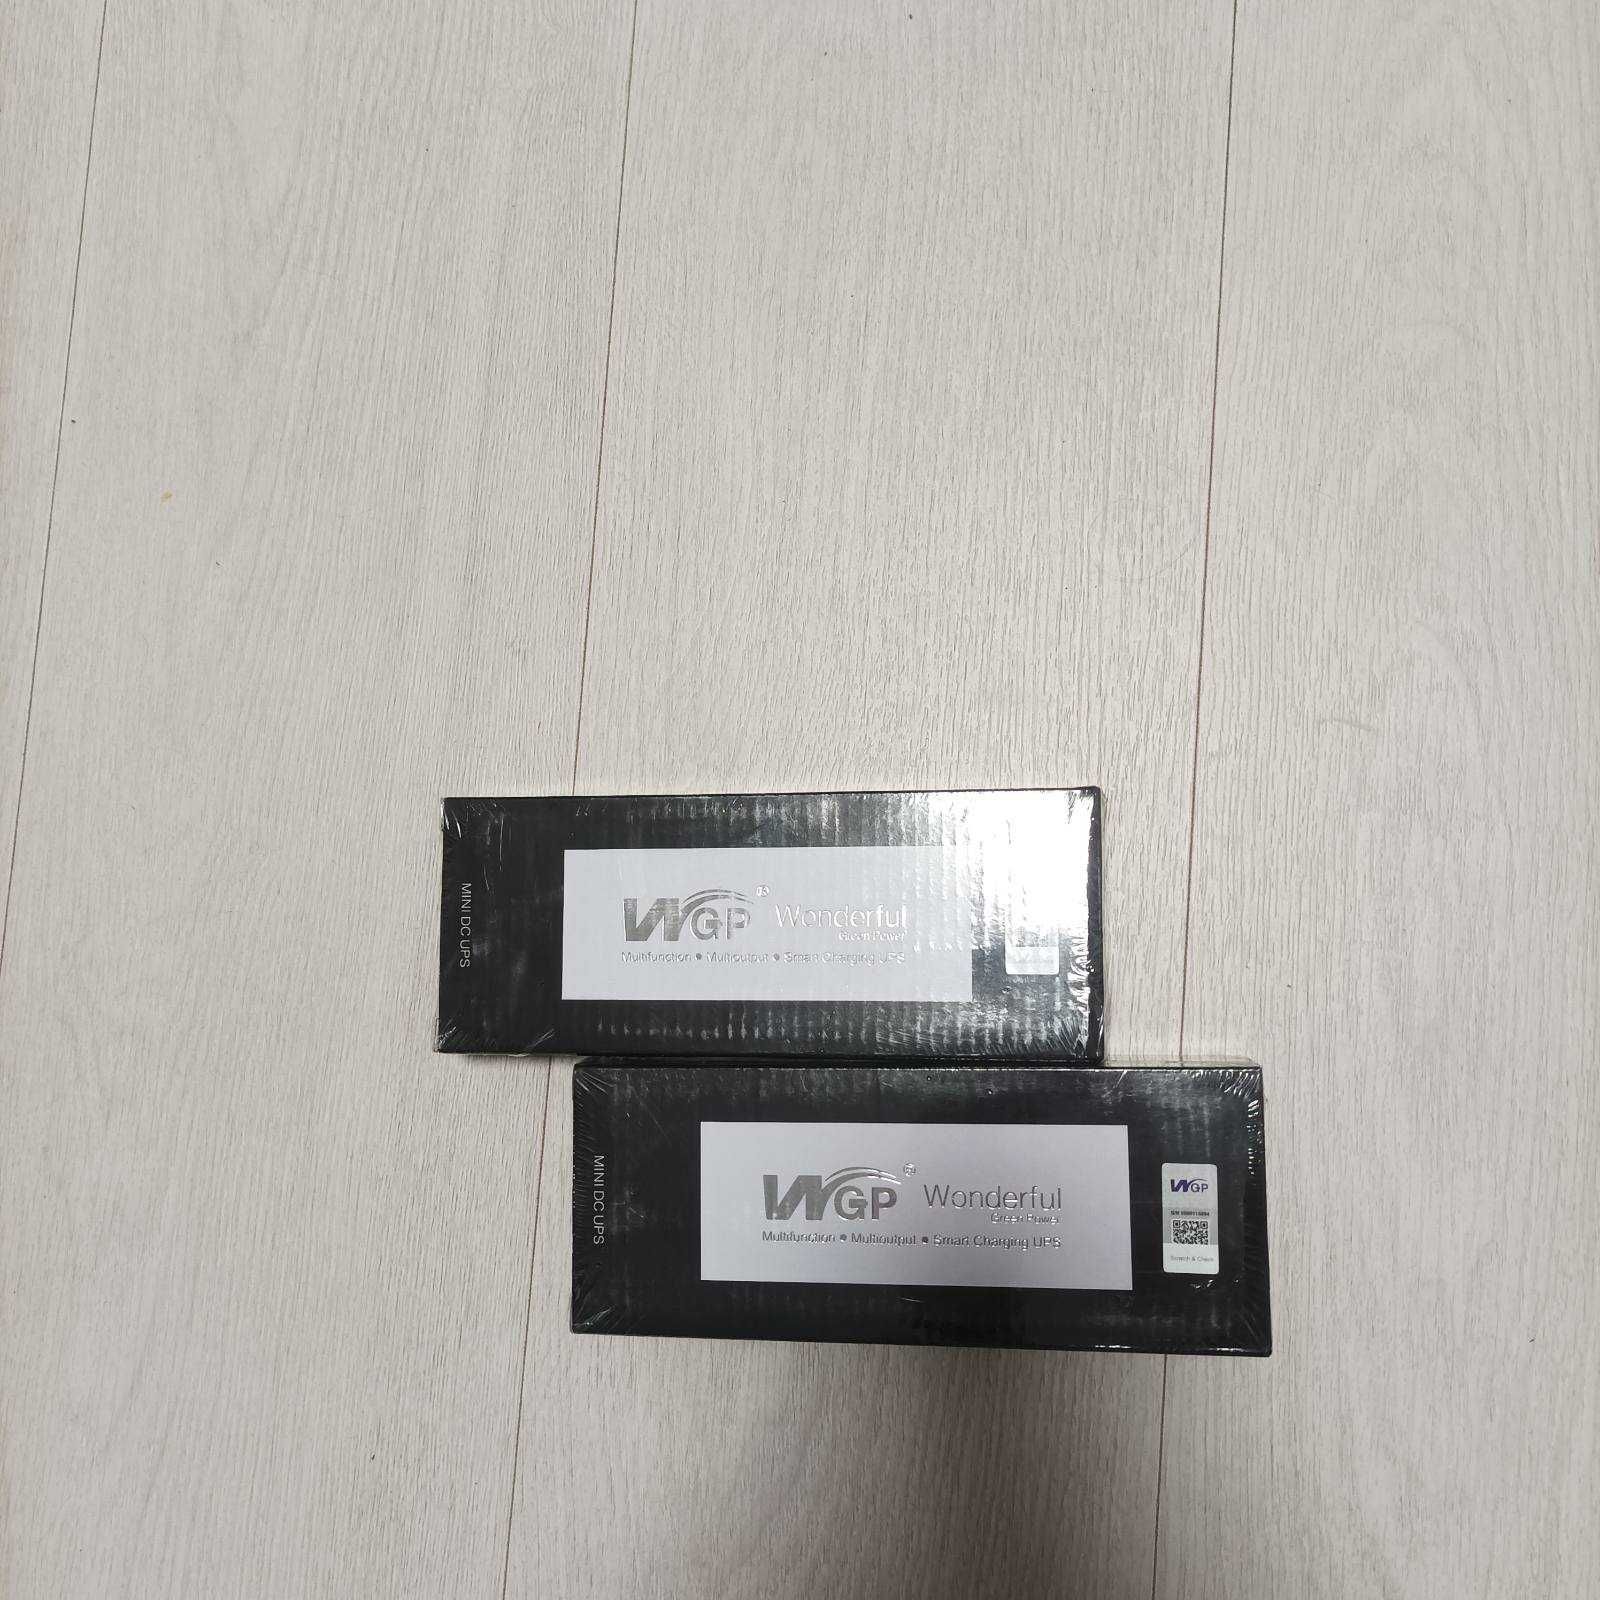 MINI DC UPS
WGP® Wonderful
Green Power
Multifunction • Multioutput • Smart Charging UPS
MINI DC UPS
WGP® Wonderful
Green Power
Multifunction • Multioutput • Smart Charging UPS
WGP
Scratch & Check